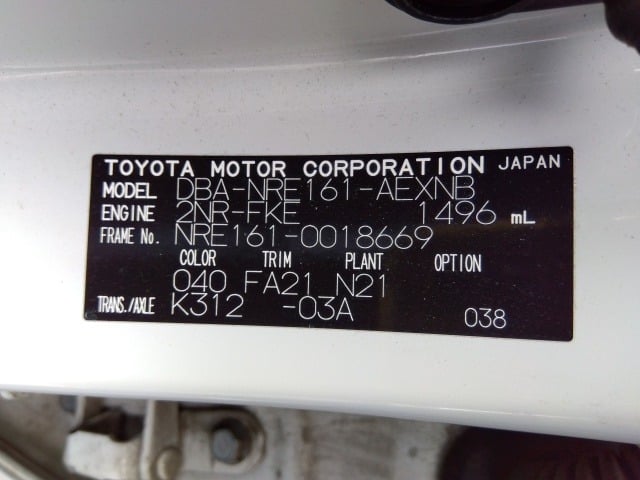 TOYOTA MOTOR CORPORATION JAPAN
MODEL DBA-NRE161-AEXNB
ENGINE 2NR-FKE 1496 mL
FRAME No. NRE161-0018669
COLOR TRIM PLANT OPTION
040 FA21 N21
TRANS./AXLE K312 -03A
038